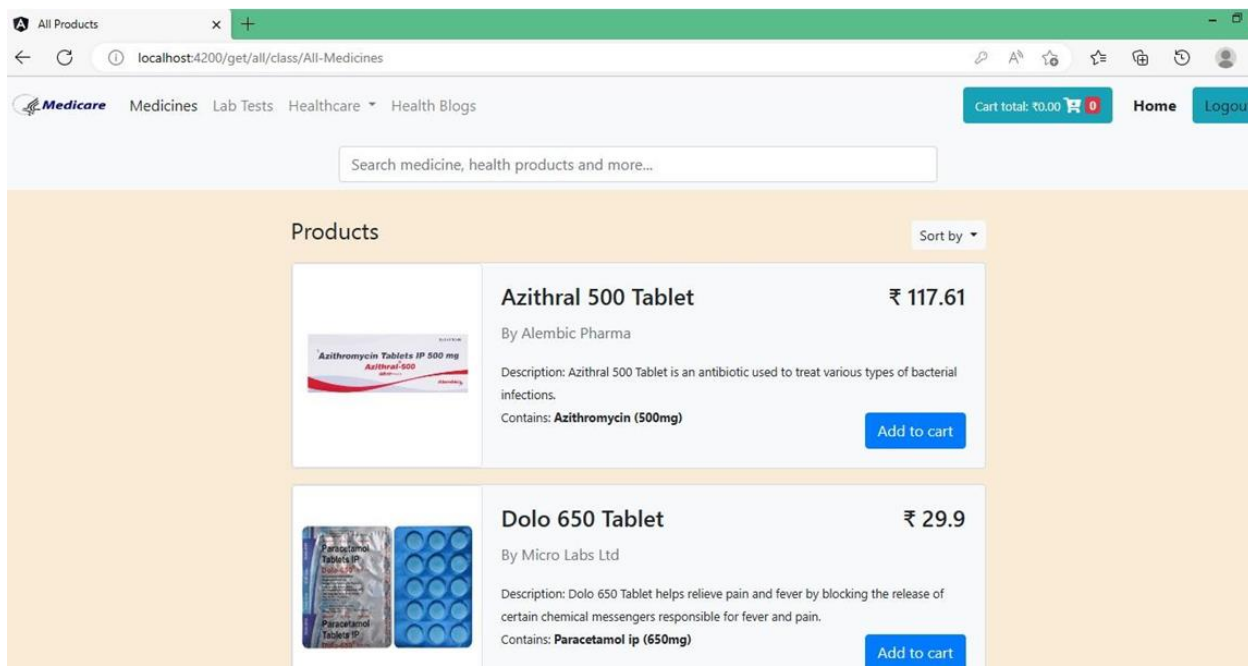 All Products
localhost:4200/get/all/class/All-Medicines
Medicare Medicines Lab Tests Healthcare Health Blogs Cart total: ₹0.00 0 Home Logou
Search medicine, health products and more...
Products Sort by
Azithral 500 Tablet ₹ 117.61
By Alembic Pharma
Azithromycin Tablets IP 500 mg
Azithral-500
Description: Azithral 500 Tablet is an antibiotic used to treat various types of bacterial
infections.
Contains: Azithromycin (500mg)
Add to cart
Dolo 650 Tablet ₹ 29.9
By Micro Labs Ltd
Paracetamol
Tablets IP
Dolo-650
Paracetamol
Tablets IP
Description: Dolo 650 Tablet helps relieve pain and fever by blocking the release of
certain chemical messengers responsible for fever and pain.
Contains: Paracetamol ip (650mg)
Add to cart